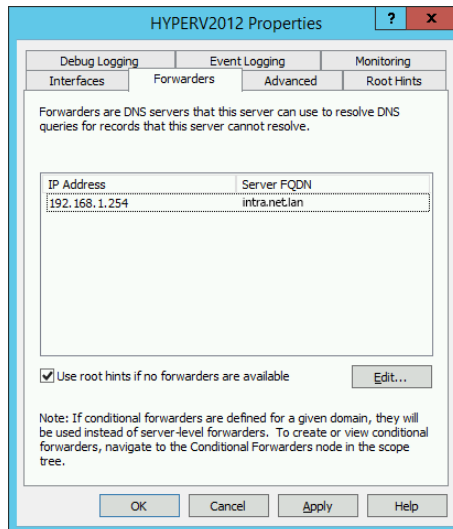 HYPERV2012 Properties
? x
Debug Logging Event Logging Monitoring
Interfaces Forwarders Advanced Root Hints
Forwarders are DNS servers that this server can use to resolve DNS
queries for records that this server cannot resolve.
IP Address Server FQDN
192.168.1.254 intra.net.lan
Use root hints if no forwarders are available Edit...
Note: If conditional forwarders are defined for a given domain, they will
be used instead of server-level forwarders. To create or view conditional
forwarders, navigate to the Conditional Forwarders node in the scope
tree.
OK Cancel Apply Help